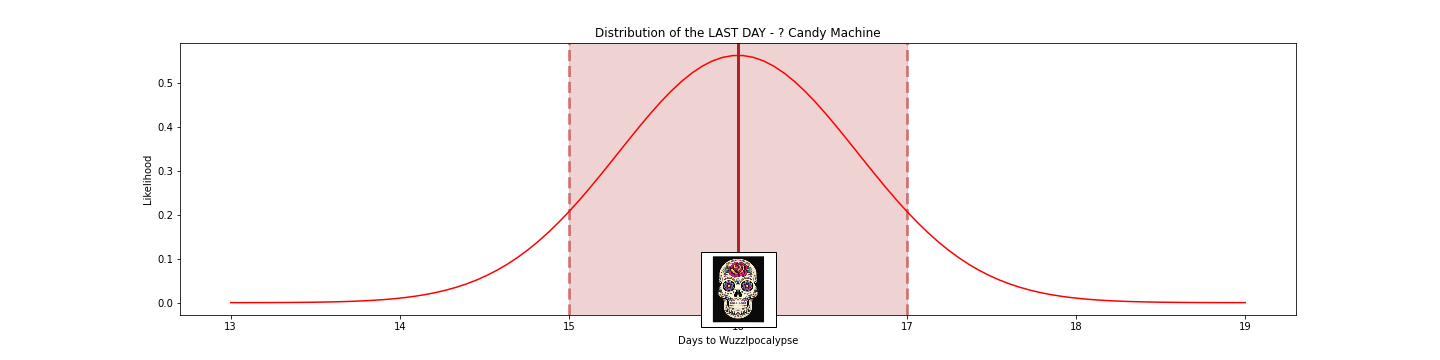 Distribution of the LAST DAY - ? Candy Machine
Likelihood
0.5
0.4
0.3
0.2
0.1
0.0
13 14 15 17 18 19
Days to Wuzzlpocalypse